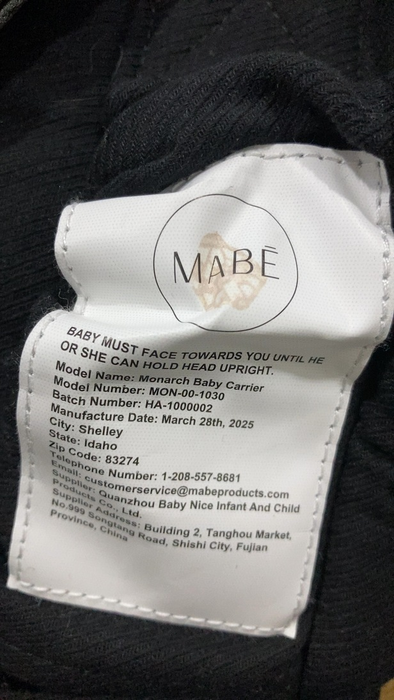 MABĒ
BABY MUST FACE TOWARDS YOU UNTIL HE
OR SHE CAN HOLD HEAD UPRIGHT.
Model Name: Monarch Baby Carrier
Model Number: MON-00-1030
Batch Number: HA-1000002
Manufacture Date: March 28th, 2025
City: Shelley
State: Idaho
Zip Code: 83274
Telephone Number: 1-208-557-8681
Email: customerservice@mabeproducts.com
Supplier: Quanzhou Baby Nice Infant And Child
Products Co., Ltd.
Supplier Address: Building 2, Tanghou Market,
No.999 Songtang Road, Shishi City, Fujian
Province, China